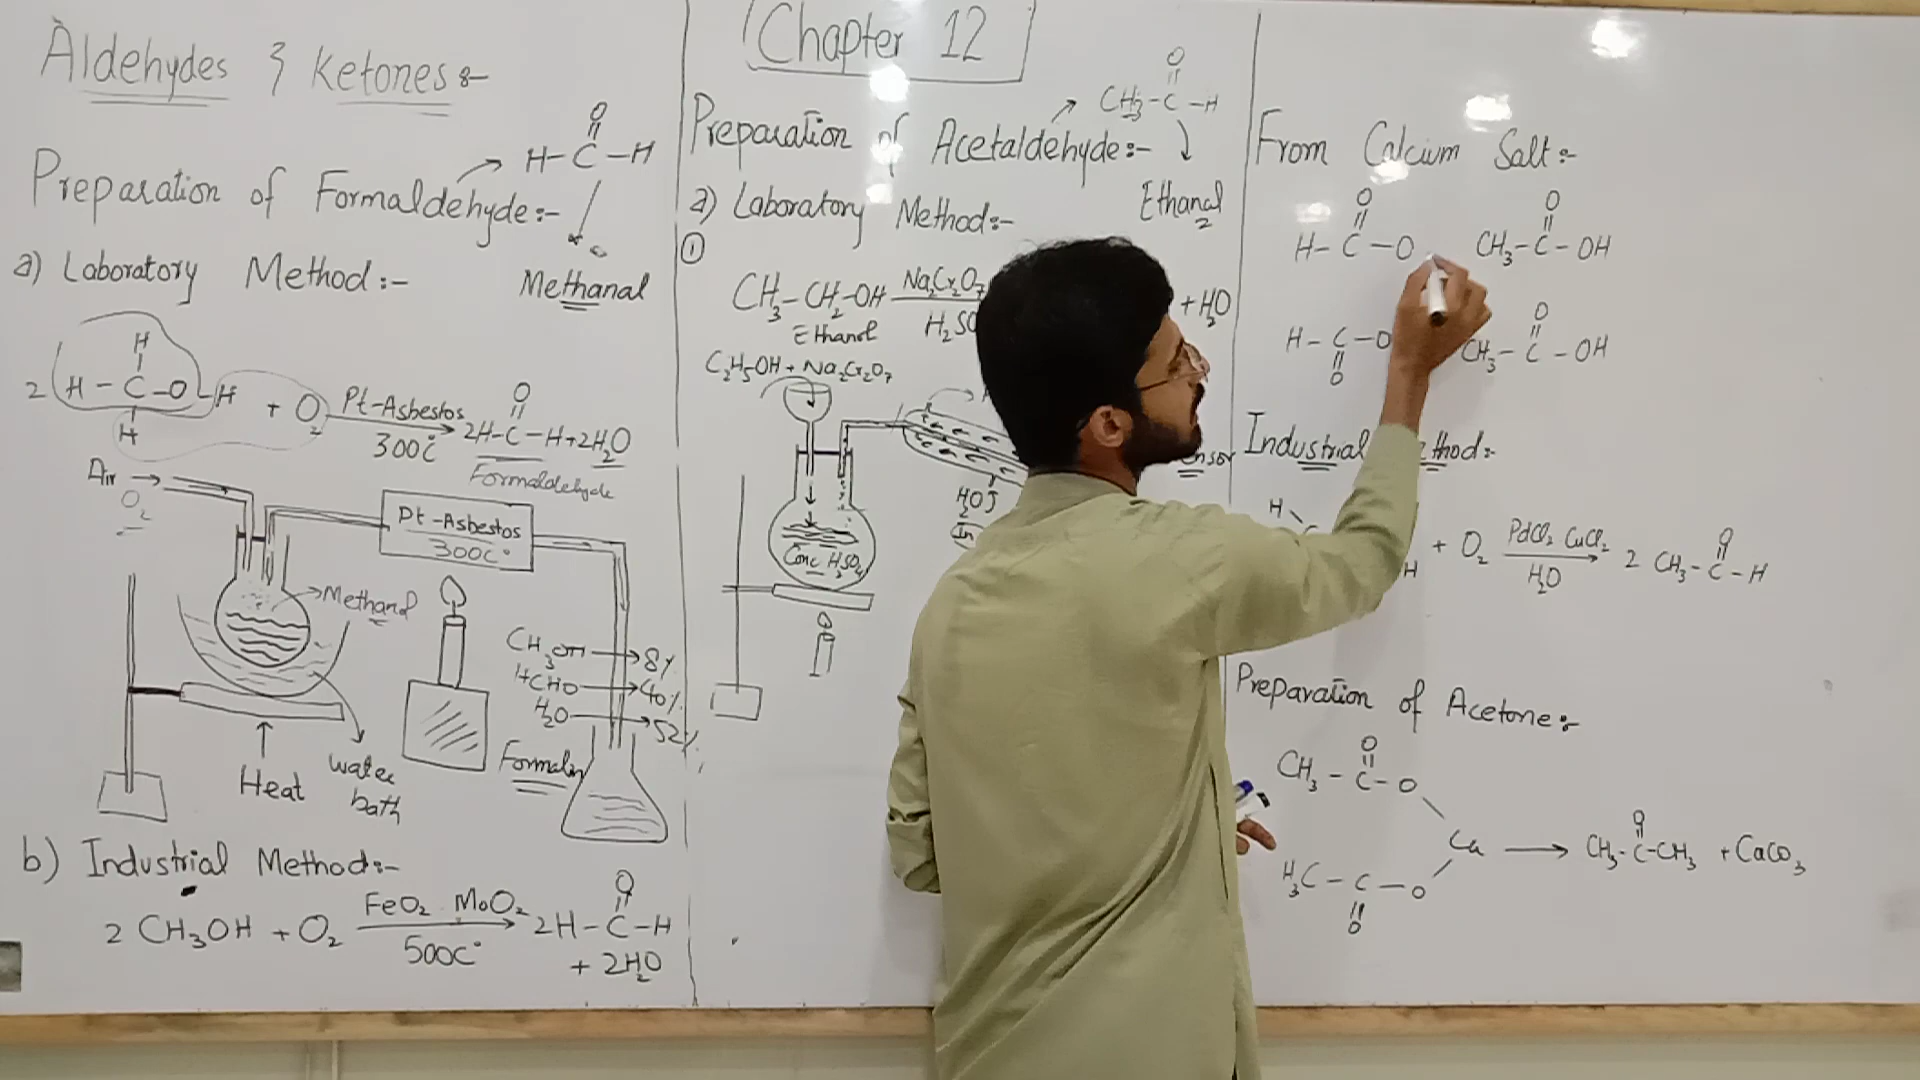 Aldehydes & Ketones:-
Preparation of Formaldehyde:-
O
H-C-H
Methanal
a) Laboratory Method:-
H
2 H-C-O-H + O2 Pt-Asbestos 2H-C-H+2H2O
O
H
300C°
Formaldehyde
Air
O2
Pt-Asbestos
300C°
Methanol
CH3OH 8%
HCHO 40%
H2O 52%
Formalin
Heat
water
bath
b) Industrial Method:-
2 CH3OH + O2 FeO2 MoO2 2H-C-H
O
500C°
+ 2H2O
Chapter 12
Preparation of Acetaldehyde:-
O
CH3-C-H
Ethanal
a) Laboratory Method:-
1
CH3-CH2-OH Na2Cr2O7
Ethanol
+H2O
C2H5OH + Na2Cr2O7
H2O
In
Conc H2SO4
From Calcium Salt:-
O
H-C-O
O
CH3-C-OH
H-C-O
O
O
CH3-C-OH
Industrial
H
H
+ O2 PdCl2 CuCl2 2 CH3-C-H
O
H2O
Preparation of Acetone:-
O
CH3-C-O
Ca
O
CH3-C-CH3 + CaCO3
H3C-C-O
O